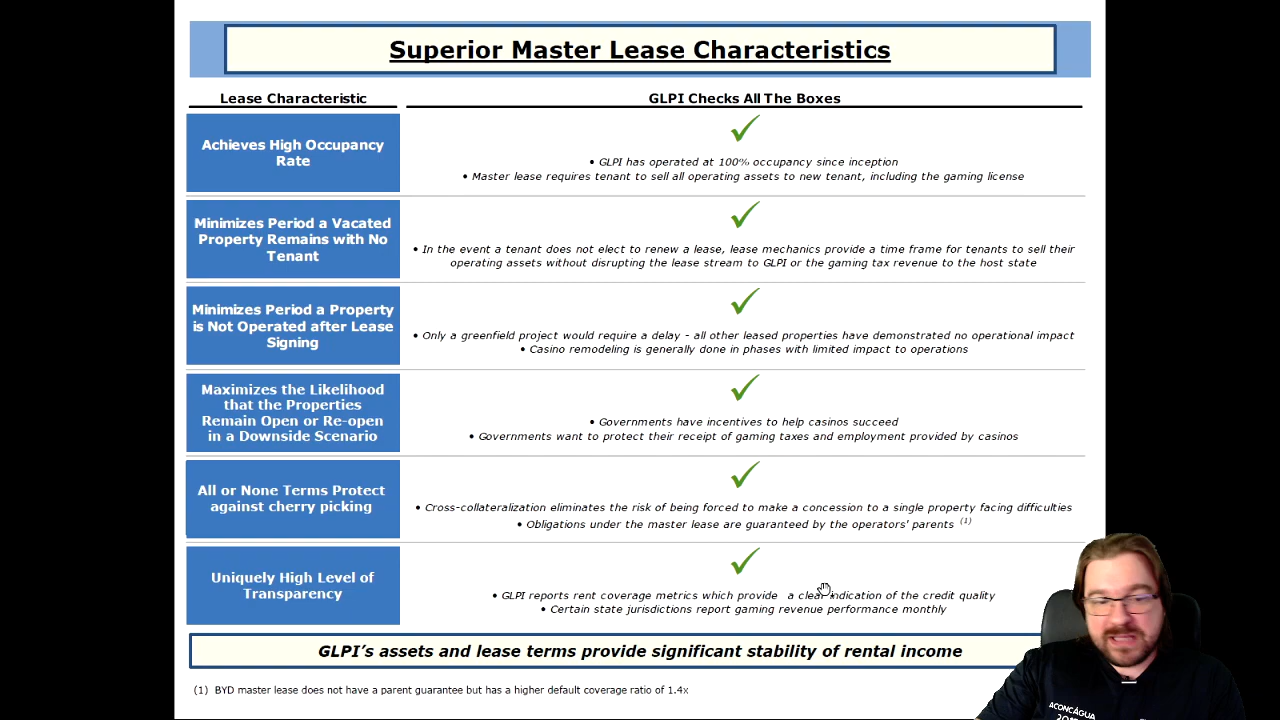 Superior Master Lease Characteristics
Lease Characteristic
GLPI Checks All The Boxes
Achieves High Occupancy
Rate
• GLPI has operated at 100% occupancy since inception
• Master lease requires tenant to sell all operating assets to new tenant, including the gaming license
Minimizes Period a Vacated
Property Remains with No
Tenant
• In the event a tenant does not elect to renew a lease, lease mechanics provide a time frame for tenants to sell their
operating assets without disrupting the lease stream to GLPI or the gaming tax revenue to the host state
Minimizes Period a Property
is Not Operated after Lease
Signing
• Only a greenfield project would require a delay - all other leased properties have demonstrated no operational impact
• Casino remodeling is generally done in phases with limited impact to operations
Maximizes the Likelihood
that the Properties
Remain Open or Re-open
in a Downside Scenario
• Governments have incentives to help casinos succeed
• Governments want to protect their receipt of gaming taxes and employment provided by casinos
All or None Terms Protect
against cherry picking
• Cross-collateralization eliminates the risk of being forced to make a concession to a single property facing difficulties
• Obligations under the master lease are guaranteed by the operators' parents (1)
Uniquely High Level of
Transparency
• GLPI reports rent coverage metrics which provide a clear indication of the credit quality
• Certain state jurisdictions report gaming revenue performance monthly
GLPI's assets and lease terms provide significant stability of rental income
(1) BYD master lease does not have a parent guarantee but has a higher default coverage ratio of 1.4x
ACONCÁGUA